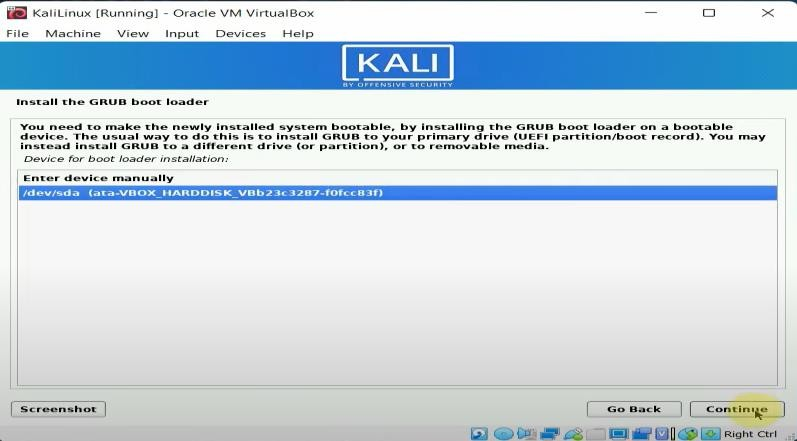 KaliLinux [Running] - Oracle VM VirtualBox
File Machine View Input Devices Help
KALI
BY OFFENSIVE SECURITY
Install the GRUB boot loader
You need to make the newly installed system bootable, by installing the GRUB boot loader on a bootable
device. The usual way to do this is to install GRUB to your primary drive (UEFI partition/boot record). You may
instead install GRUB to a different drive (or partition), or to removable media.
Device for boot loader installation:
Enter device manually
/dev/sda (ata-VBOX_HARDDISK_VBb23c3287-f0fcc83f)
Screenshot Go Back Continue
Right Ctrl